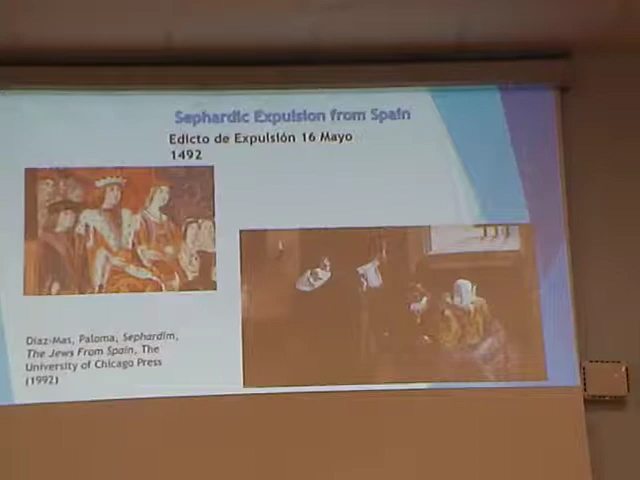 Sephardic Expulsion from Spain
Edicto de Expulsión 16 Mayo
1492
Diaz-Mas, Paloma, Sephardim,
The Jews From Spain, The
University of Chicago Press
(1992)